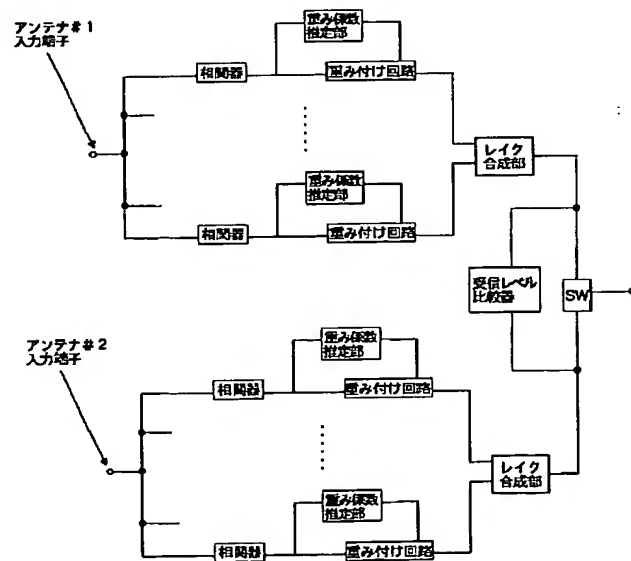 アンテナ#1
入力端子
重み係数
推定部
相関器
重み付け回路
レイク
合成部
重み係数
推定部
相関器
重み付け回路
受信レベル
比較器
SW
アンテナ#2
入力端子
重み係数
推定部
相関器
重み付け回路
レイク
合成部
重み係数
推定部
相関器
重み付け回路